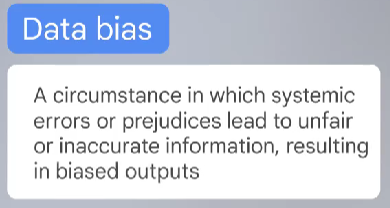 Data bias
A circumstance in which systemic
errors or prejudices lead to unfair
or inaccurate information, resulting
in biased outputs